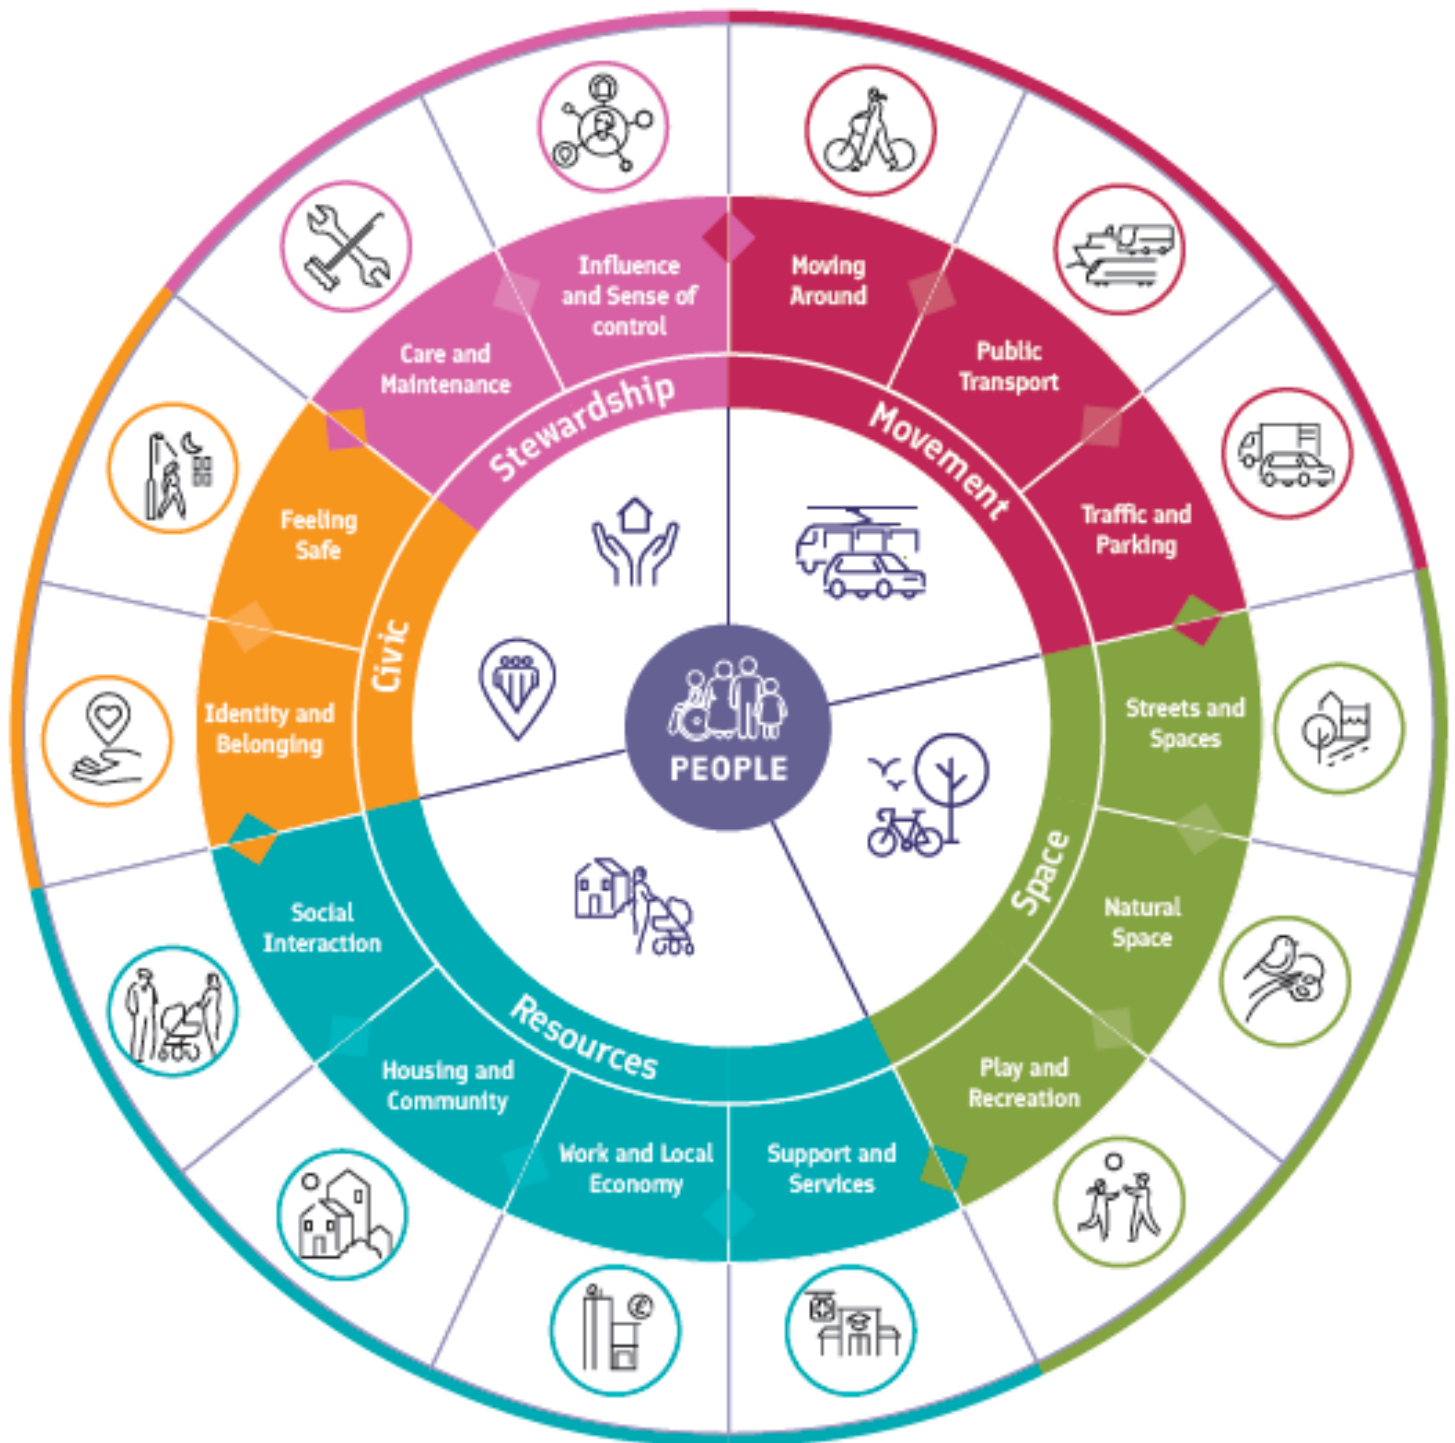 Influence
and Sense of
control
Moving
Around
Care and
Maintenance
Public
Transport
Stewardship
Movement
Feeling
Safe
Traffic and
Parking
Civic
Identity and
Belonging
PEOPLE
Streets and
Spaces
Space
Natural
Space
Social
Interaction
Resources
Housing and
Community
Play and
Recreation
Work and Local
Economy
Support and
Services
£